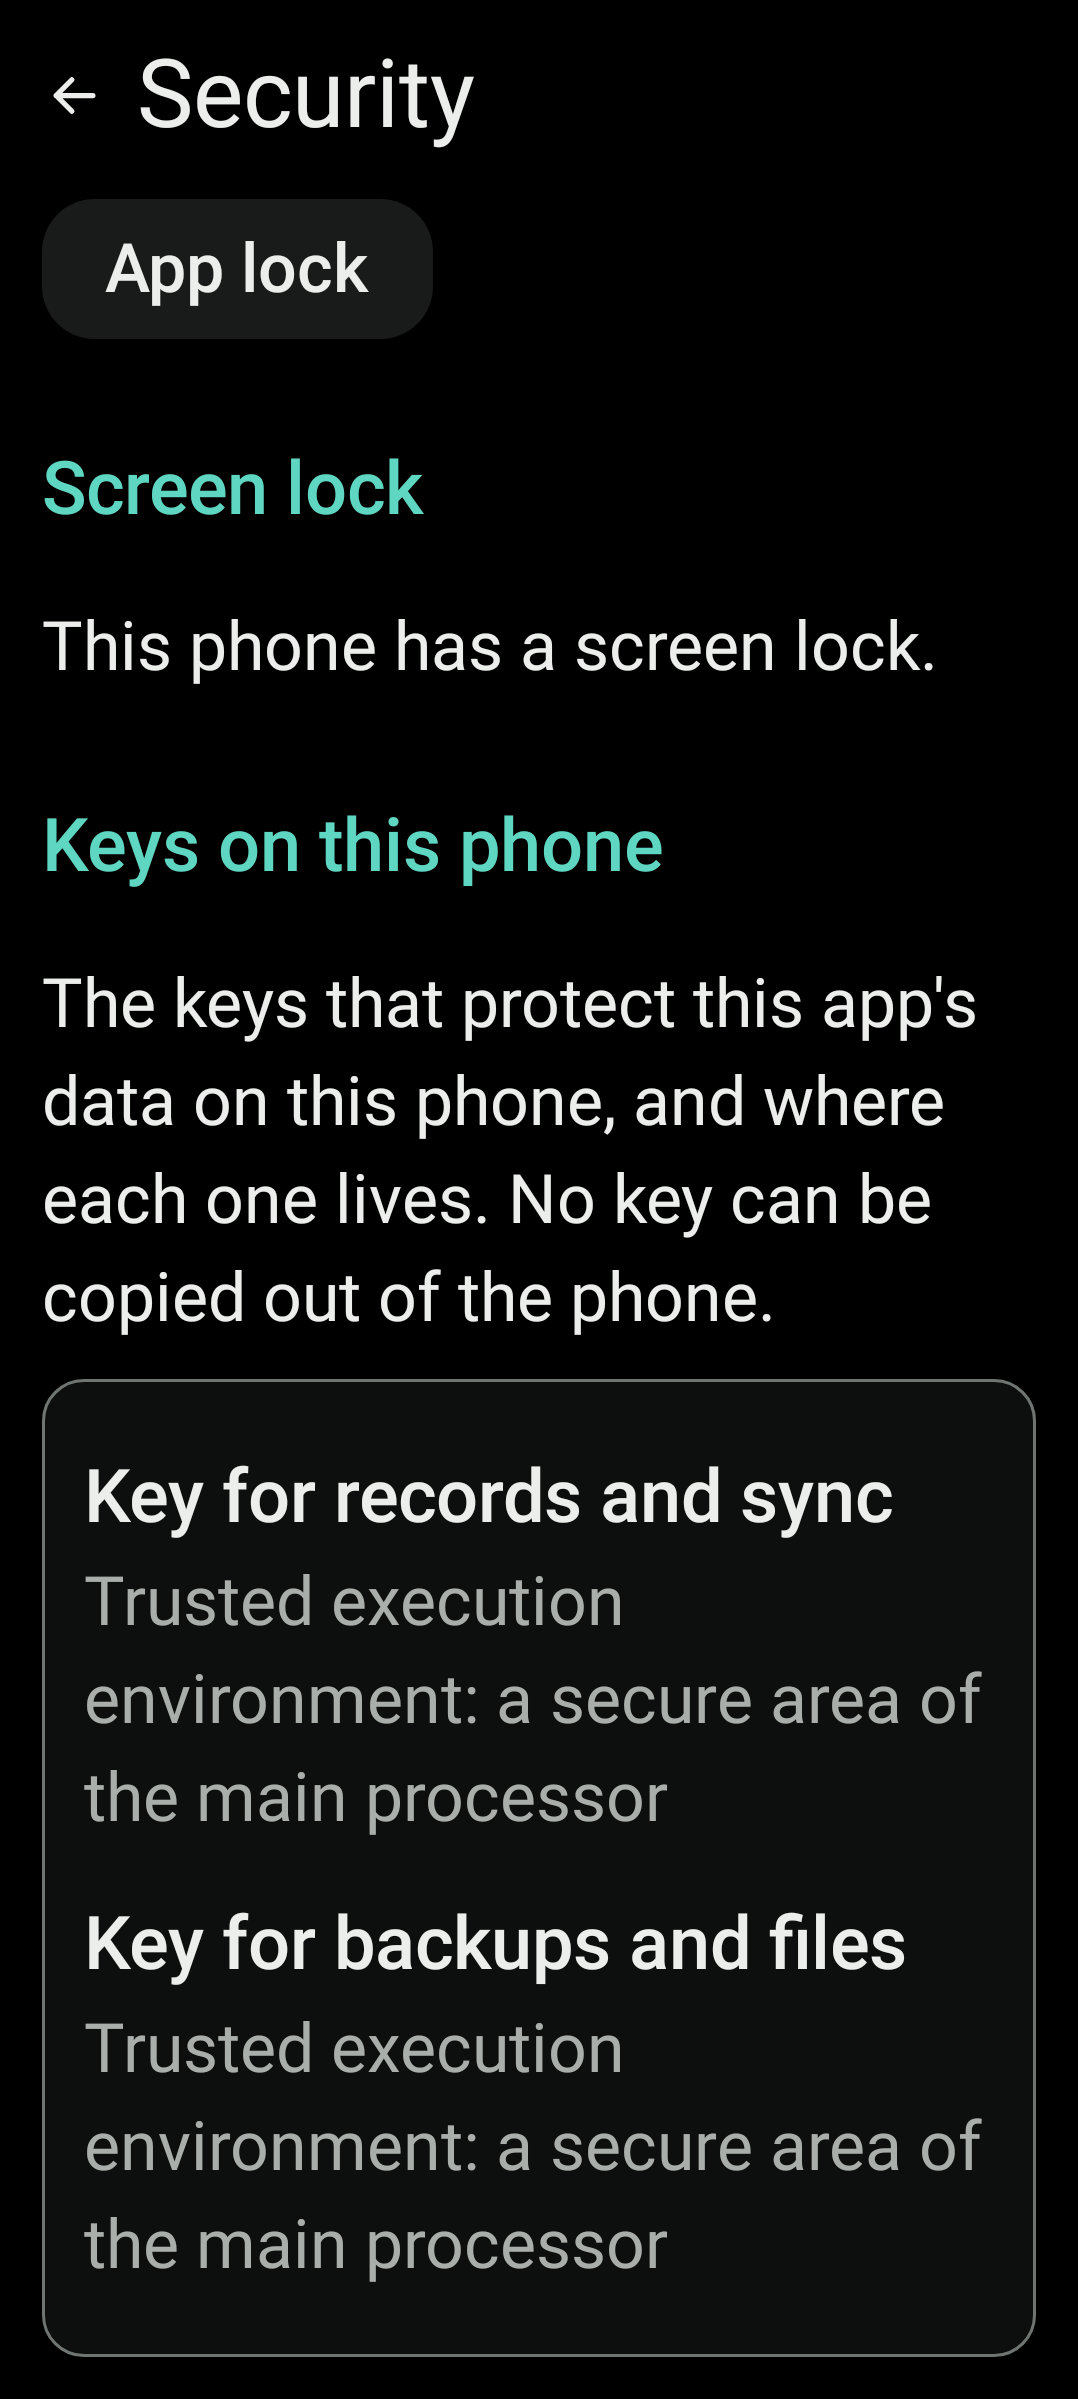 Security
App lock
Screen lock
This phone has a screen lock.
Keys on this phone
The keys that protect this app's
data on this phone, and where
each one lives. No key can be
copied out of the phone.
Key for records and sync
Trusted execution
environment: a secure area of
the main processor
Key for backups and files
Trusted execution
environment: a secure area of
the main processor